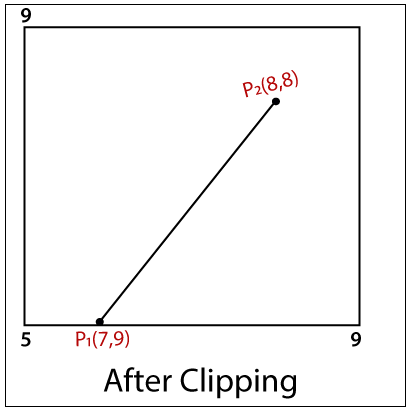 9
P₂(8,8)
5
P₁(7,9)
9
After Clipping